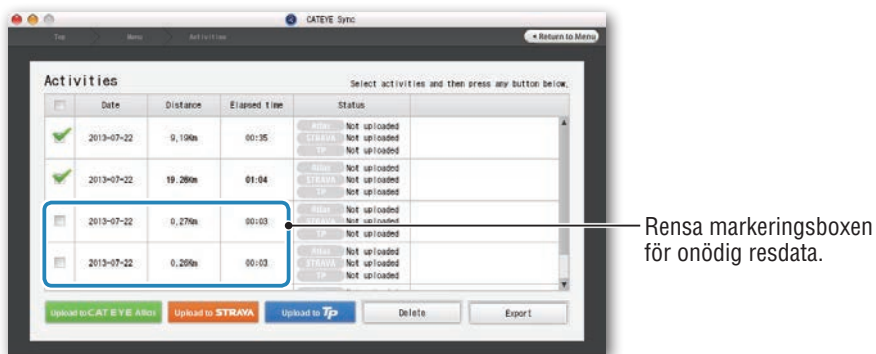 CATEYE Sync
Top Menu Activities
Return to Menu
Activities
Select activities and then press any button below.
Date Distance Elapsed time Status
2013-07-22 9,19Km 00:35
Atlas Not uploaded
STRAVA Not uploaded
TP Not uploaded
2013-07-22 19.28Km 01:04
Atlas Not uploaded
STRAVA Not uploaded
TP Not uploaded
2013-07-22 0,27Km 00:03
Atlas Not uploaded
STRAVA Not uploaded
TP Not uploaded
2013-07-22 0,26Km 00:03
Atlas Not uploaded
STRAVA Not uploaded
TP Not uploaded
Upload to CATEYE Atlas Upload to STRAVA Upload to Tp Delete Export
Rensa markeringsboxen
för onödig resdata.